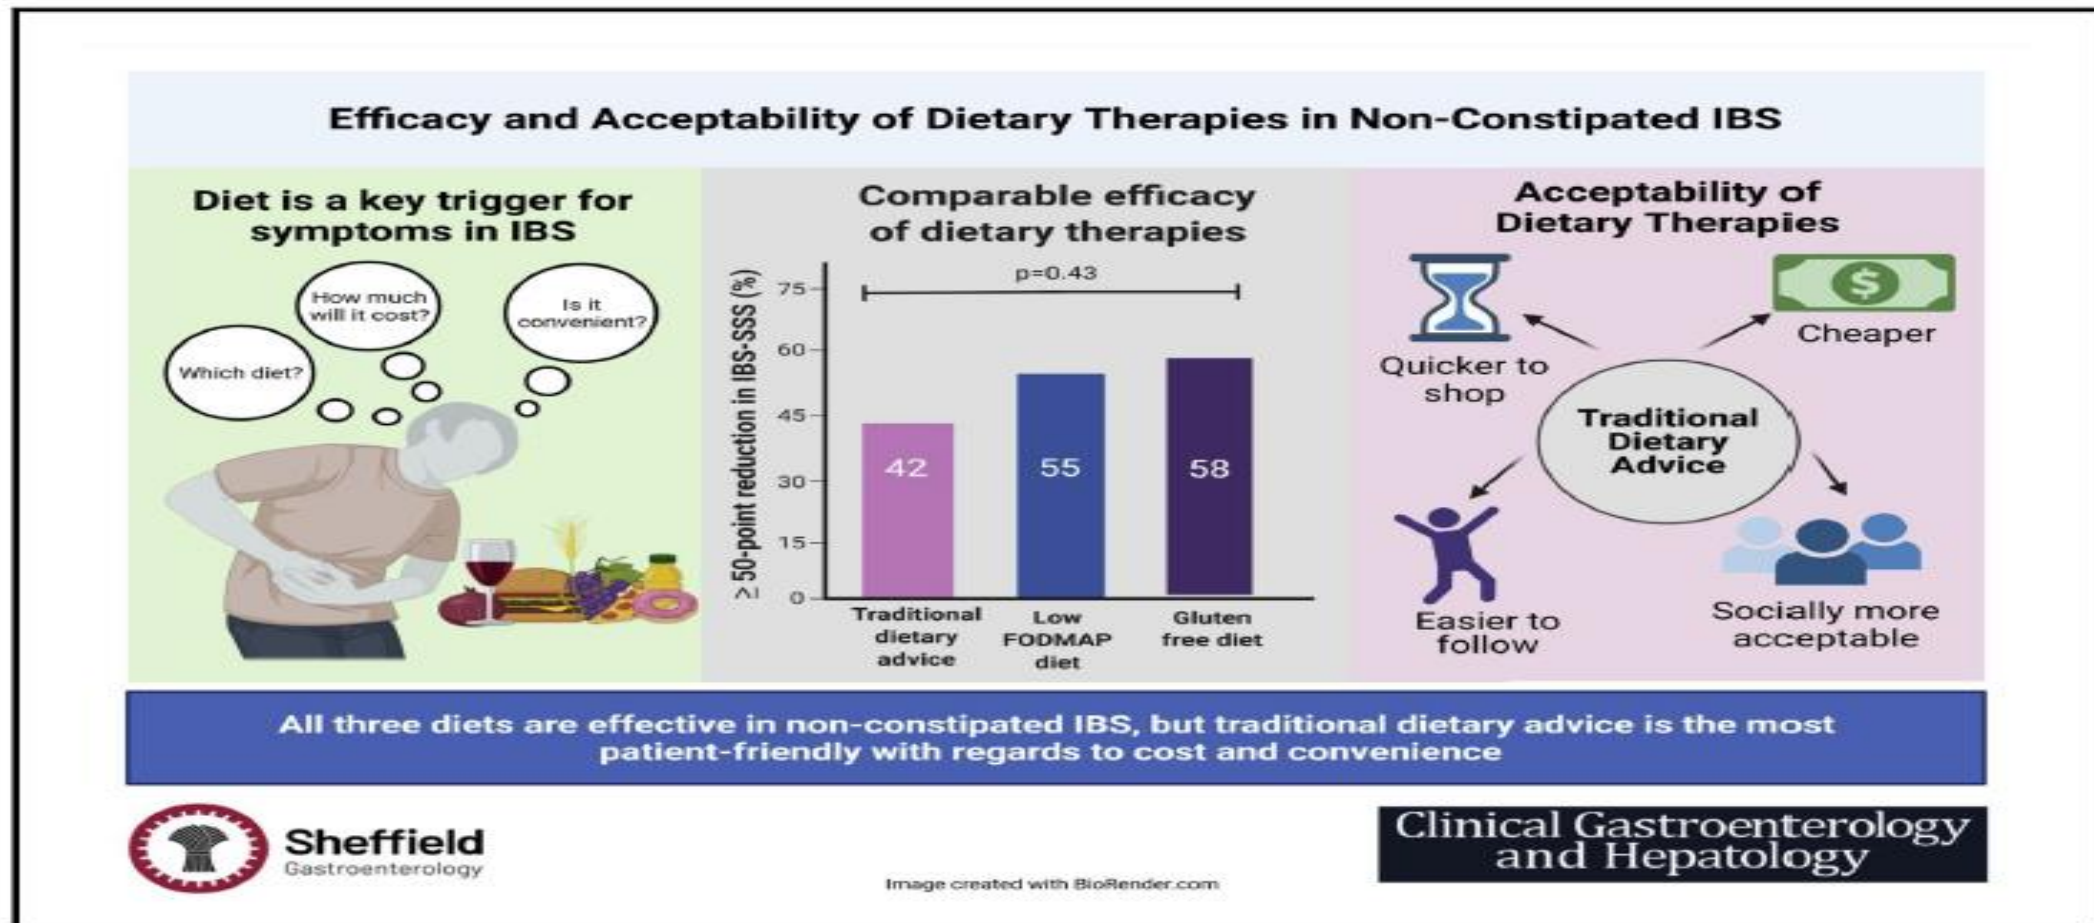 Efficacy and Acceptability of Dietary Therapies in Non-Constipated IBS
Diet is a key trigger for
symptoms in IBS
How much
will it cost?
Is it
convenient?
Which diet?
Comparable efficacy
of dietary therapies
≥ 50-point reduction in IBS-SSS (%)
p=0.43
75
60
45
30
15
0
42
55
58
Traditional
dietary
advice
Low
FODMAP
diet
Gluten
free diet
Acceptability of
Dietary Therapies
Quicker to
shop
Cheaper
Traditional
Dietary
Advice
Easier to
follow
Socially more
acceptable
All three diets are effective in non-constipated IBS, but traditional dietary advice is the most
patient-friendly with regards to cost and convenience
Sheffield
Gastroenterology
Image created with BioRender.com
Clinical Gastroenterology
and Hepatology